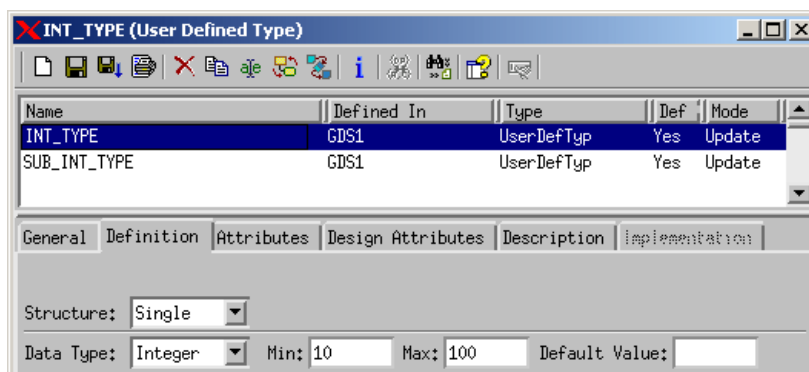 INT_TYPE (User Defined Type)
Name Defined In Type Def Mode
INT_TYPE GDS1 UserDefTyp Yes Update
SUB_INT_TYPE GDS1 UserDefTyp Yes Update
General Definition Attributes Design Attributes Description Implementation
Structure: Single
Data Type: Integer Min: 10 Max: 100 Default Value: